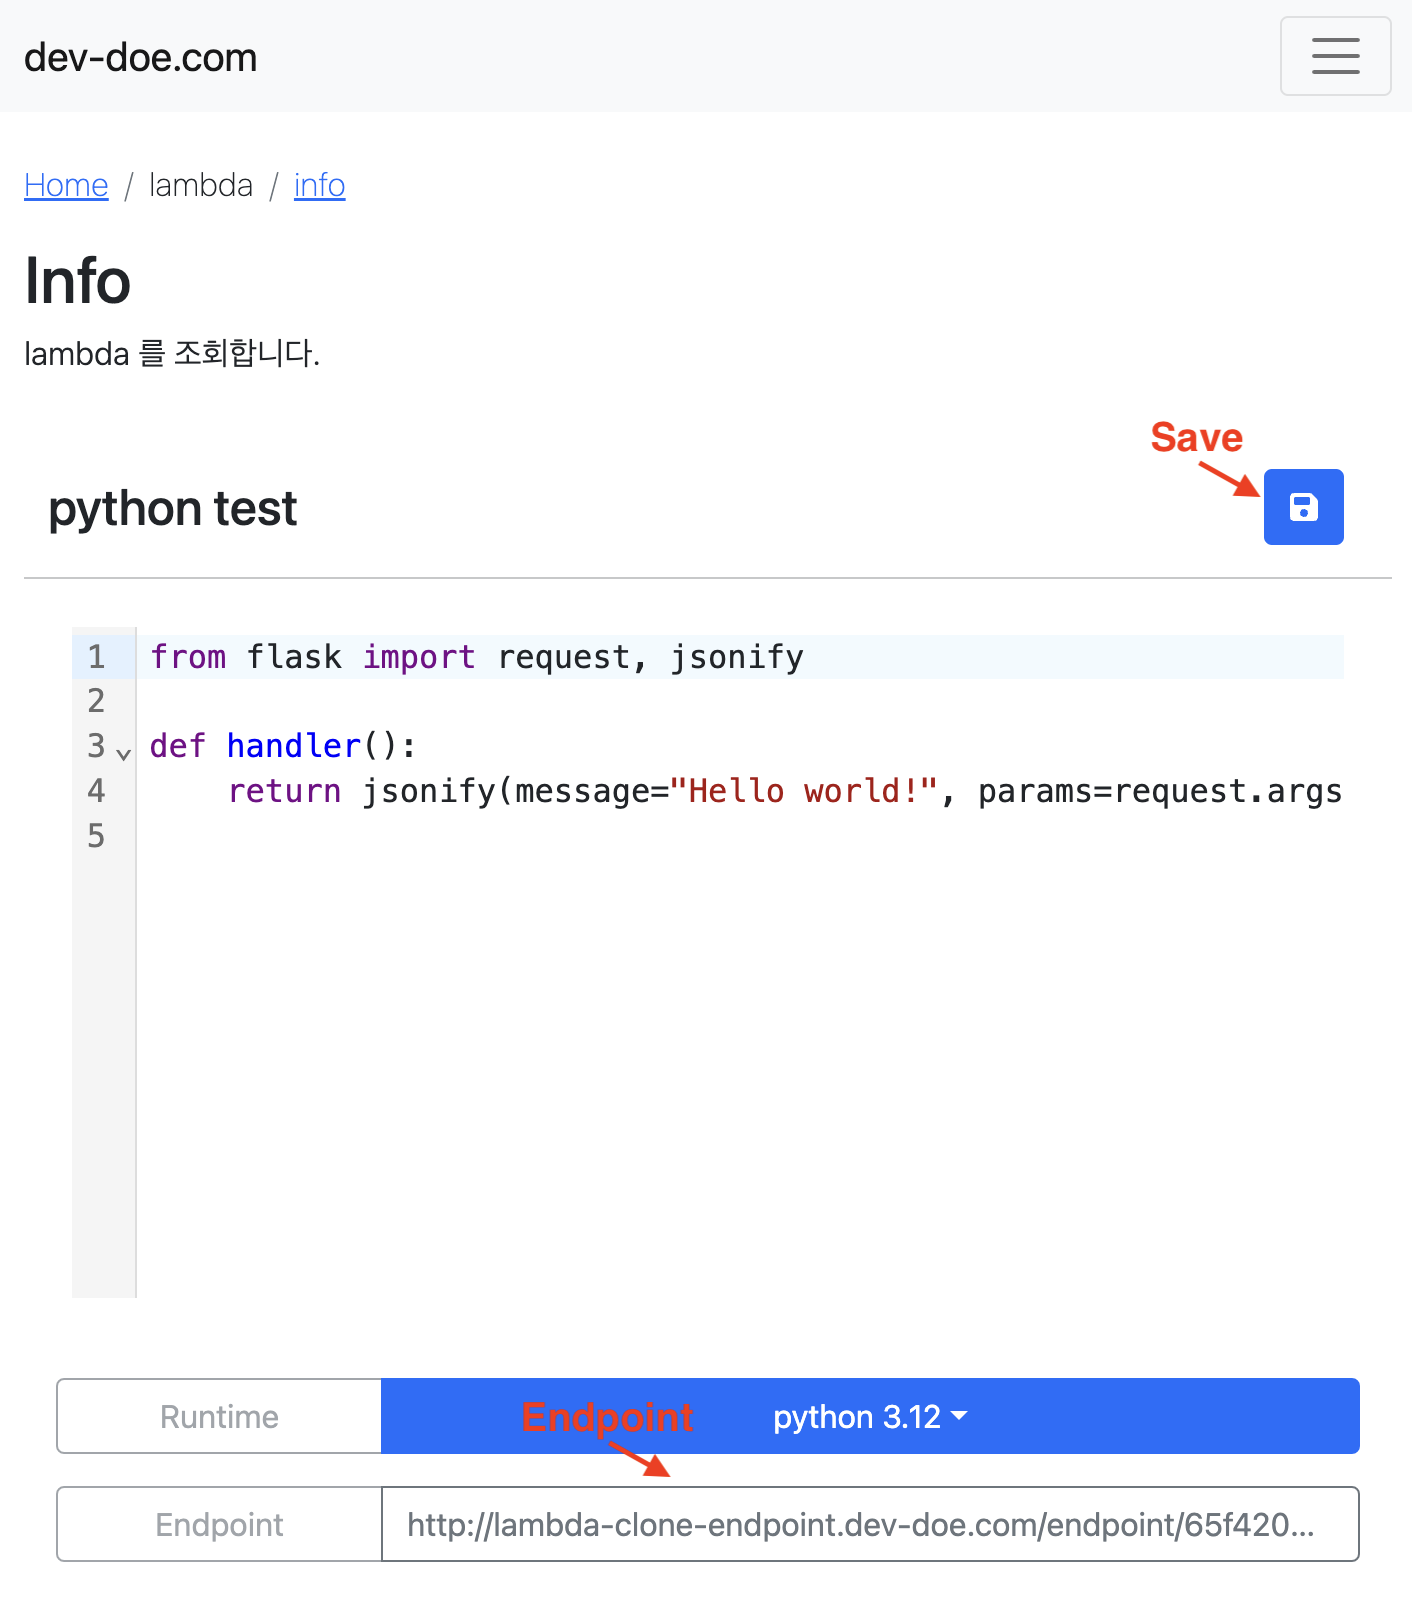 dev-doe.com
Home / lambda / info
Info
lambda 를 조회합니다.
Save
python test
1 from flask import request, jsonify
2
3 def handler():
4     return jsonify(message="Hello world!", params=request.args
5
Runtime
Endpoint
python 3.12
Endpoint
http://lambda-clone-endpoint.dev-doe.com/endpoint/65f420...